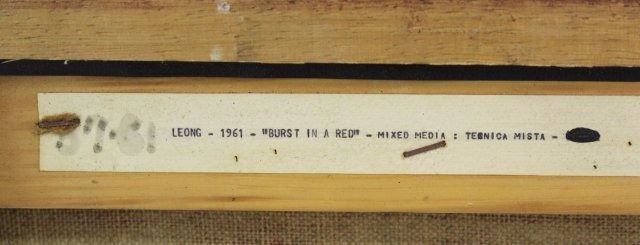 LEONG - 1961 - "BURST IN A RED" - MIXED MEDIA : TECNICA MISTA -